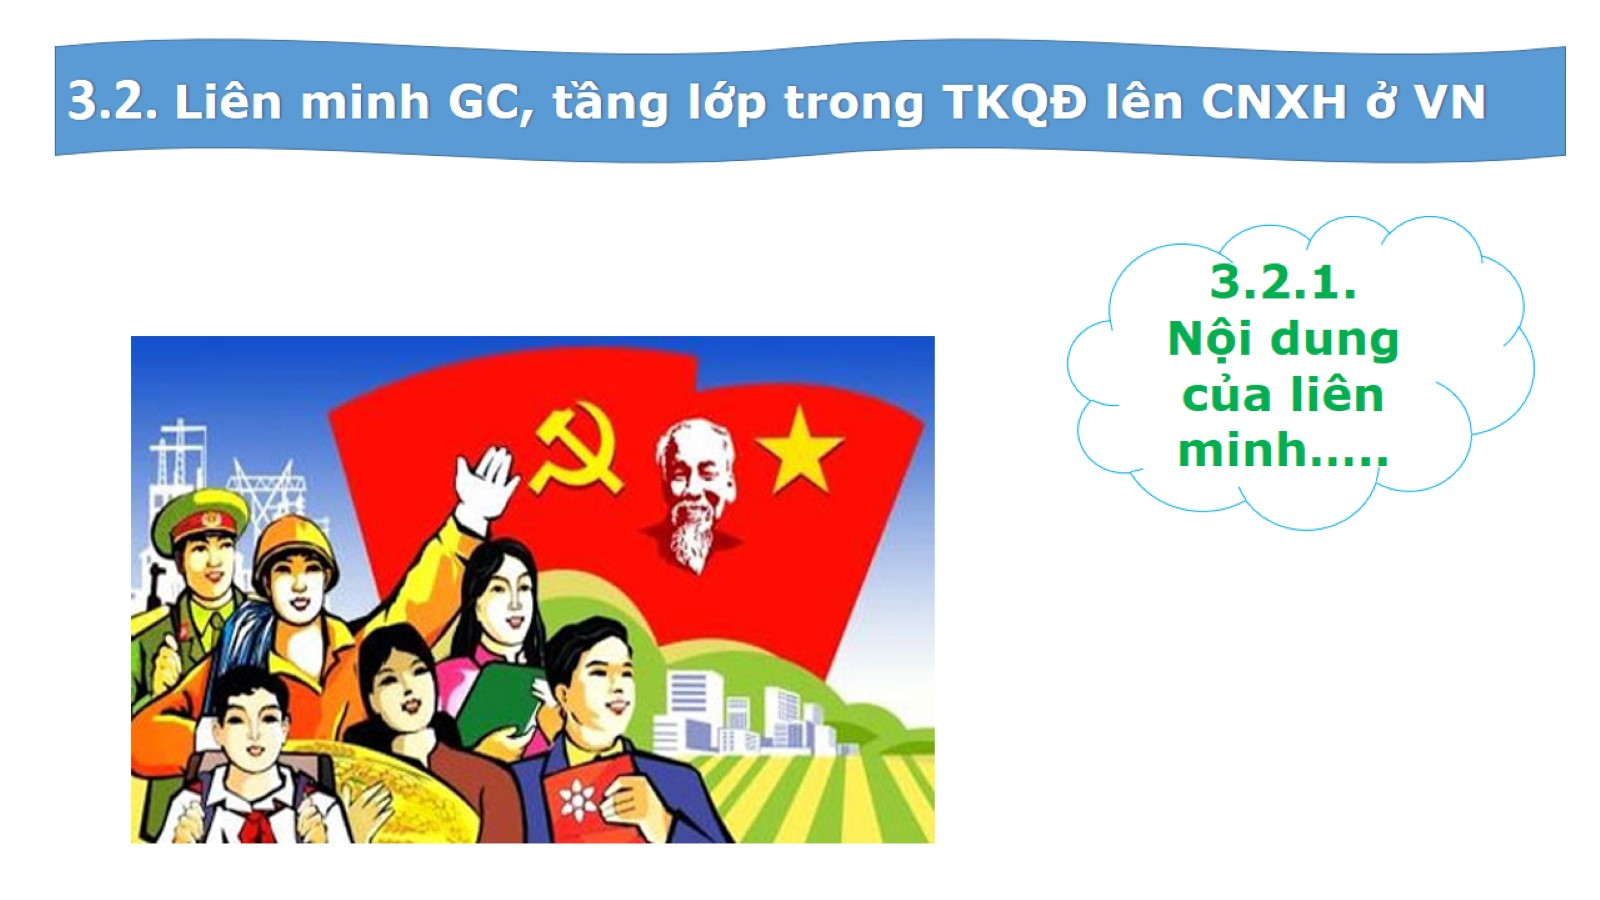 3.2. Liên minh GC, tầng lớp trong TKQĐ lên CNXH ở VN
3.2.1.
Nội dung
của liên
minh.....